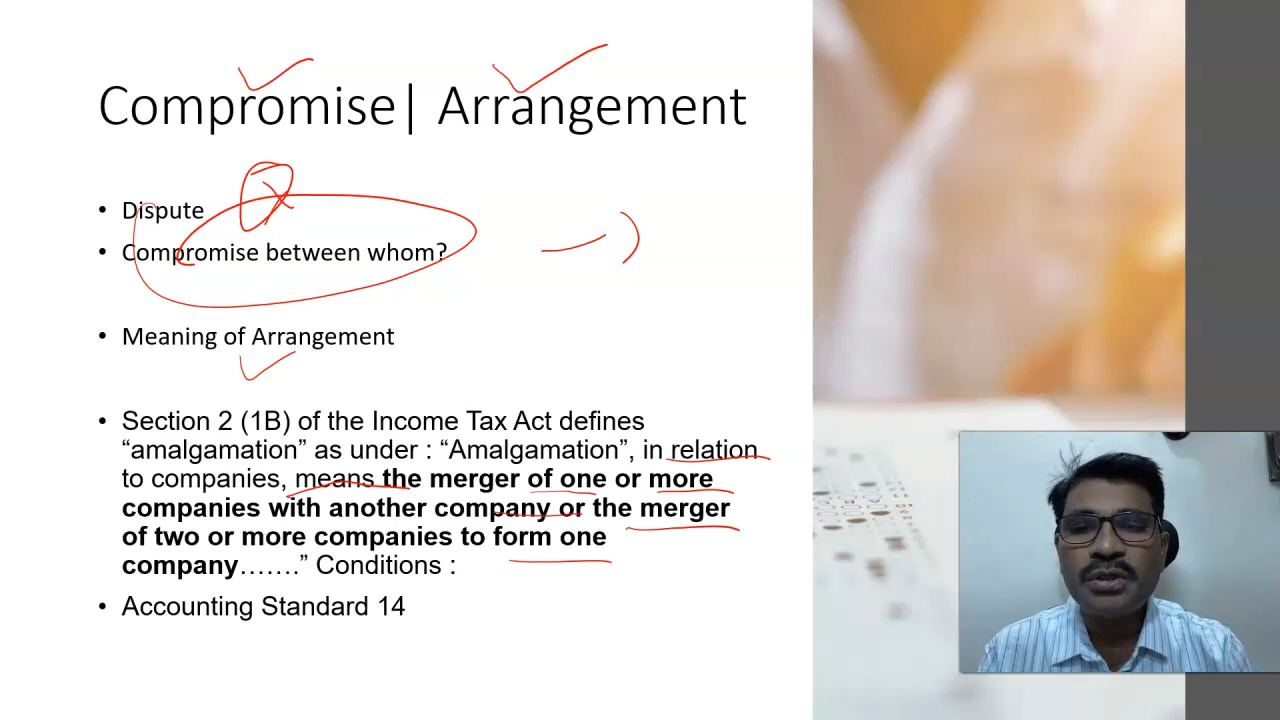 Compromise| Arrangement
• Dispute
• Compromise between whom?
• Meaning of Arrangement
• Section 2 (1B) of the Income Tax Act defines
“amalgamation” as under : “Amalgamation”, in relation
to companies, means the merger of one or more
companies with another company or the merger
of two or more companies to form one
company…….” Conditions :
• Accounting Standard 14